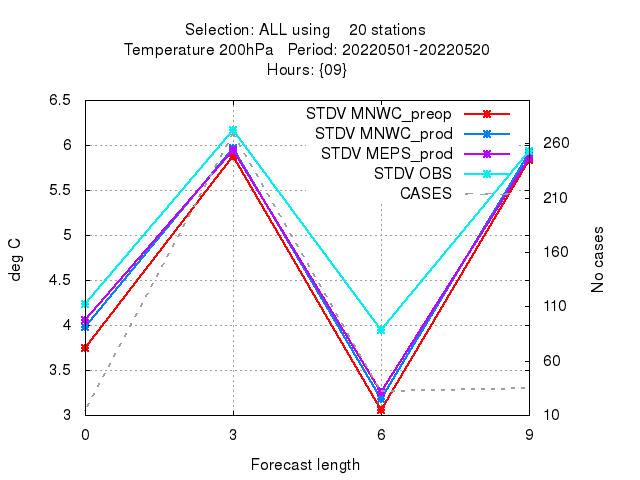 Selection: ALL using 20 stations
Temperature 200hPa Period: 20220501-20220520
Hours: {09}
STDV MNWC_preop
STDV MNWC_prod
STDV MEPS_prod
STDV OBS
CASES
6.5
6
5.5
5
4.5
4
3.5
3
deg C
260
210
160
110
60
10
No cases
0 3 6 9
Forecast length